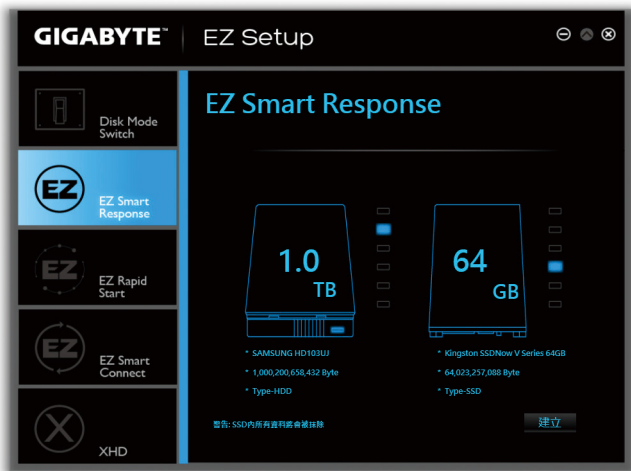 GIGABYTE™ EZ Setup
Disk Mode
Switch
EZ
EZ Smart
Response
EZ
EZ Rapid
Start
EZ
EZ Smart
Connect
XHD
EZ Smart Response
1.0
TB
64
GB
* SAMSUNG HD103UJ
* 1,000,200,658,432 Byte
* Type-HDD
* Kingston SSDNow V Series 64GB
* 64,023,257,088 Byte
* Type-SSD
警告: SSD内所有資料將會被抹除
建立